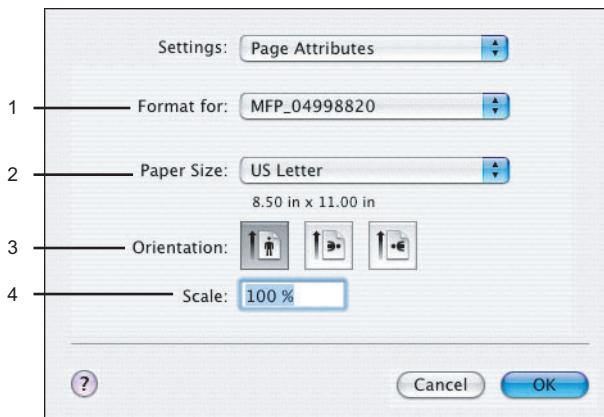 Settings: Page Attributes
1 Format for: MFP_04998820
2 Paper Size: US Letter
8.50 in x 11.00 in
3 Orientation:
4 Scale: 100 %
? Cancel OK